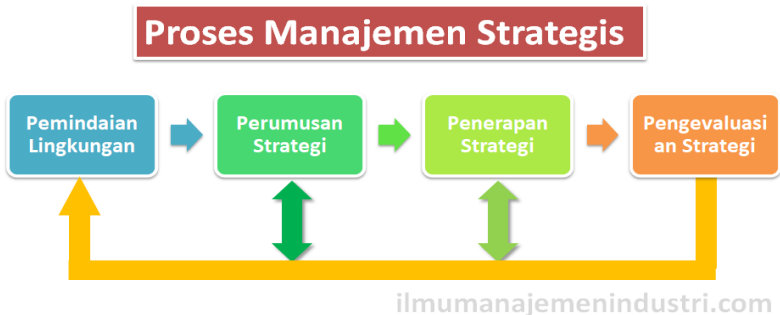 Proses Manajemen Strategis
Pemindaian
Lingkungan
Perumusan
Strategi
Penerapan
Strategi
Pengevaluasi
an Strategi
ilmumanajemenindustri.com